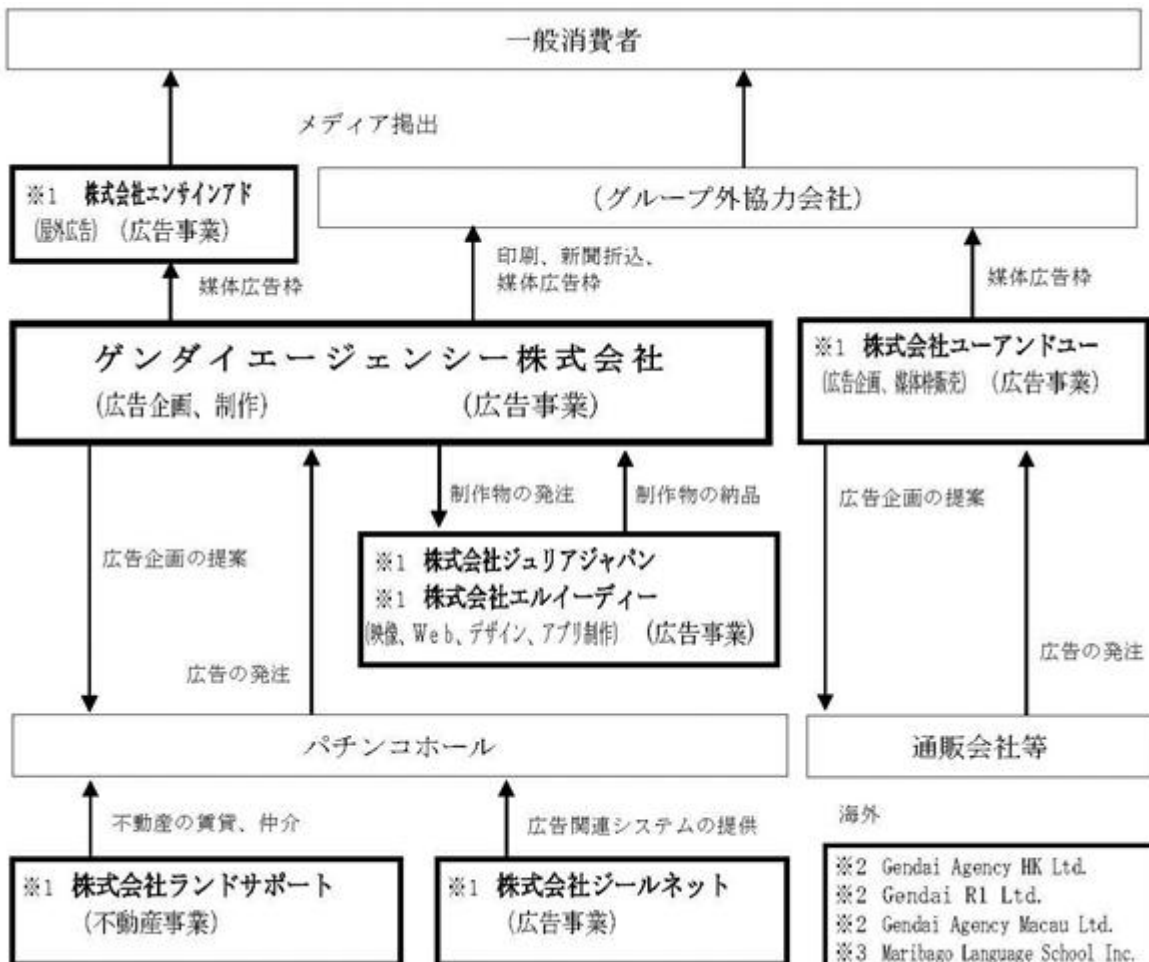 一般消費者
メディア掲出
※1 株式会社エンサインアド
(屋外広告) (広告事業)
(グループ外協力会社)
媒体広告枠
印刷、新聞折込、
媒体広告枠
媒体広告枠
ゲンダイエージェンシー株式会社
(広告企画、制作) (広告事業)
※1 株式会社ユーアンドユー
(広告企画、媒体枠販売) (広告事業)
制作物の発注
制作物の納品
広告企画の提案
広告企画の提案
※1 株式会社ジュリアジャパン
※1 株式会社エルイーディー
(映像、Web、デザイン、アプリ制作) (広告事業)
広告の発注
広告の発注
パチンコホール
通販会社等
不動産の賃貸、仲介
広告関連システムの提供
海外
※1 株式会社ランドサポート
(不動産事業)
※1 株式会社ジールネット
(広告事業)
※2 Gendai Agency HK Ltd.
※2 Gendai R1 Ltd.
※2 Gendai Agency Macau Ltd.
※3 Maribago Language School Inc.